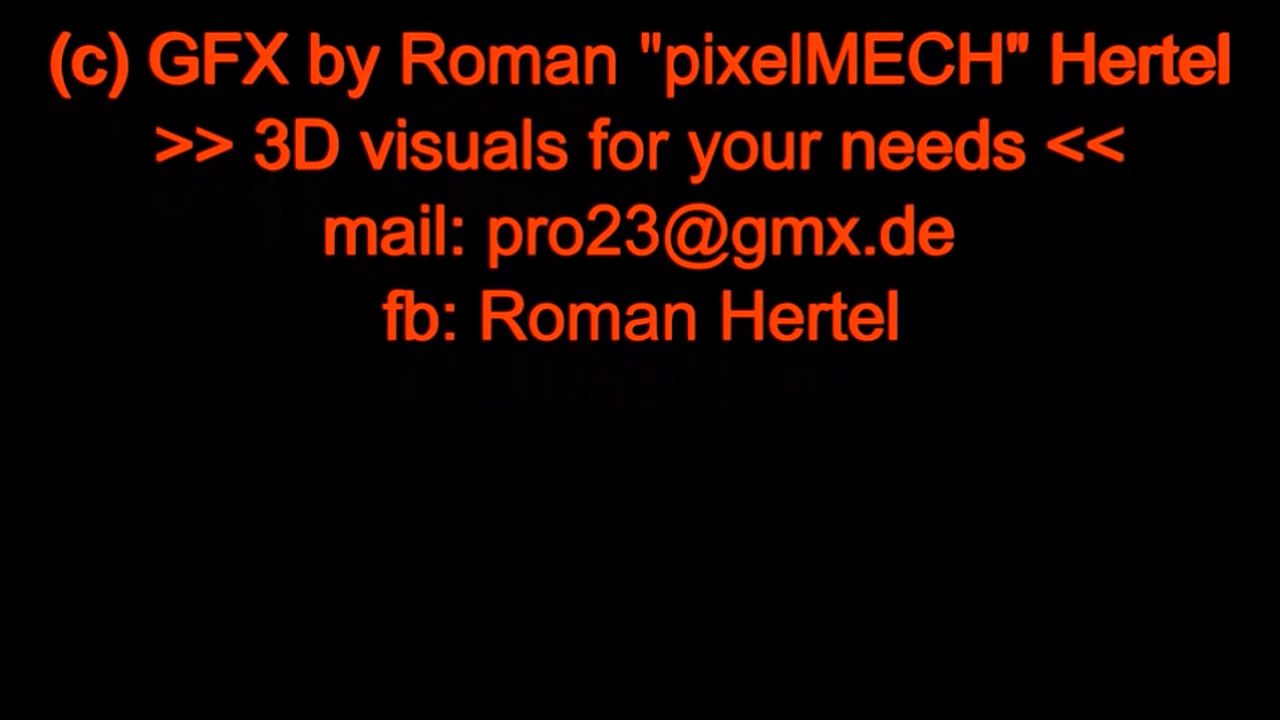 (c) GFX by Roman "pixelMECH" Hertel
>> 3D visuals for your needs <<
mail: pro23@gmx.de
fb: Roman Hertel